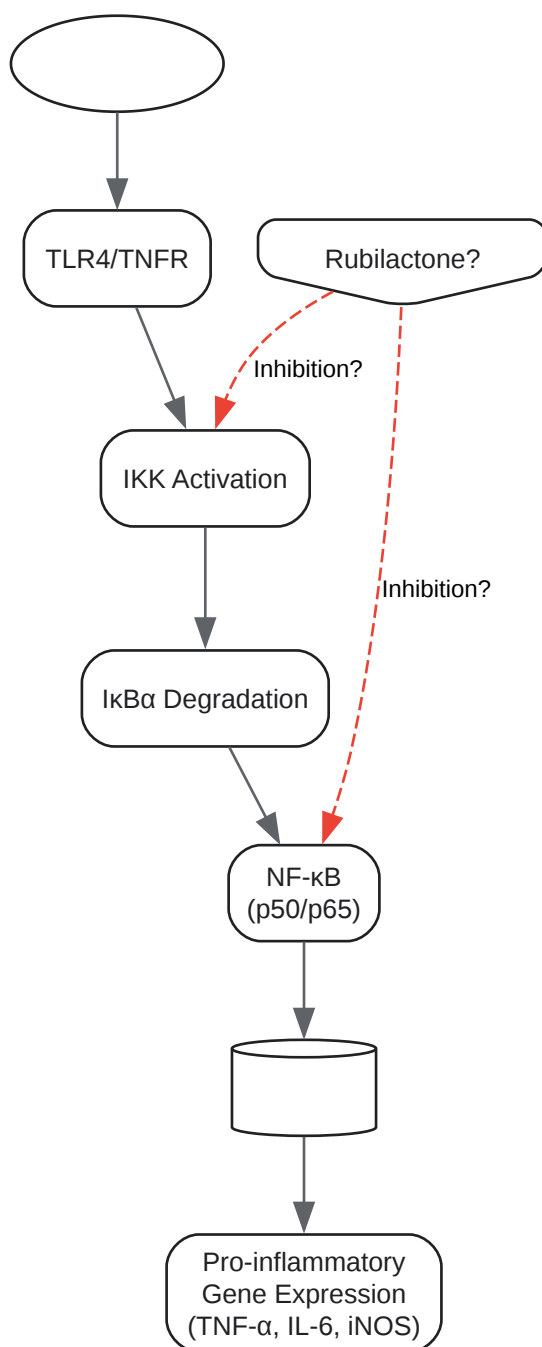 TLR4/TNFR
Rubilactone?
Inhibition?
IKK Activation
Inhibition?
IκBα Degradation
NF-κB
(p50/p65)
Pro-inflammatory
Gene Expression
(TNF-α, IL-6, iNOS)